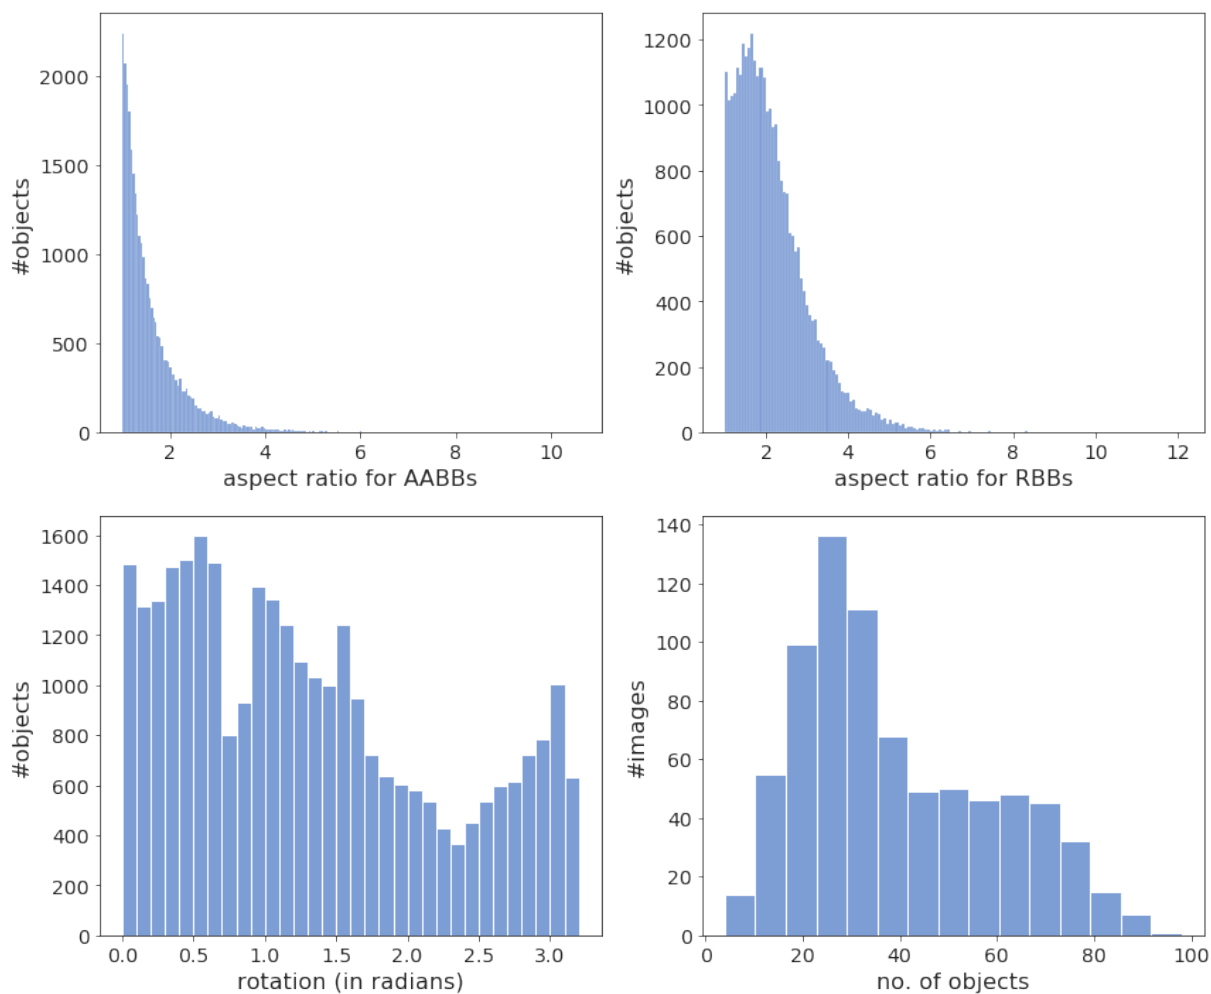 2000
1500
1000
500
0
#objects
2 4 6 8 10
aspect ratio for AABBs
1200
1000
800
600
400
200
0
#objects
2 4 6 8 10 12
aspect ratio for RBBs
1600
1400
1200
1000
800
600
400
200
0
#objects
0.0 0.5 1.0 1.5 2.0 2.5 3.0
rotation (in radians)
140
120
100
80
60
40
20
0
#images
0 20 40 60 80 100
no. of objects